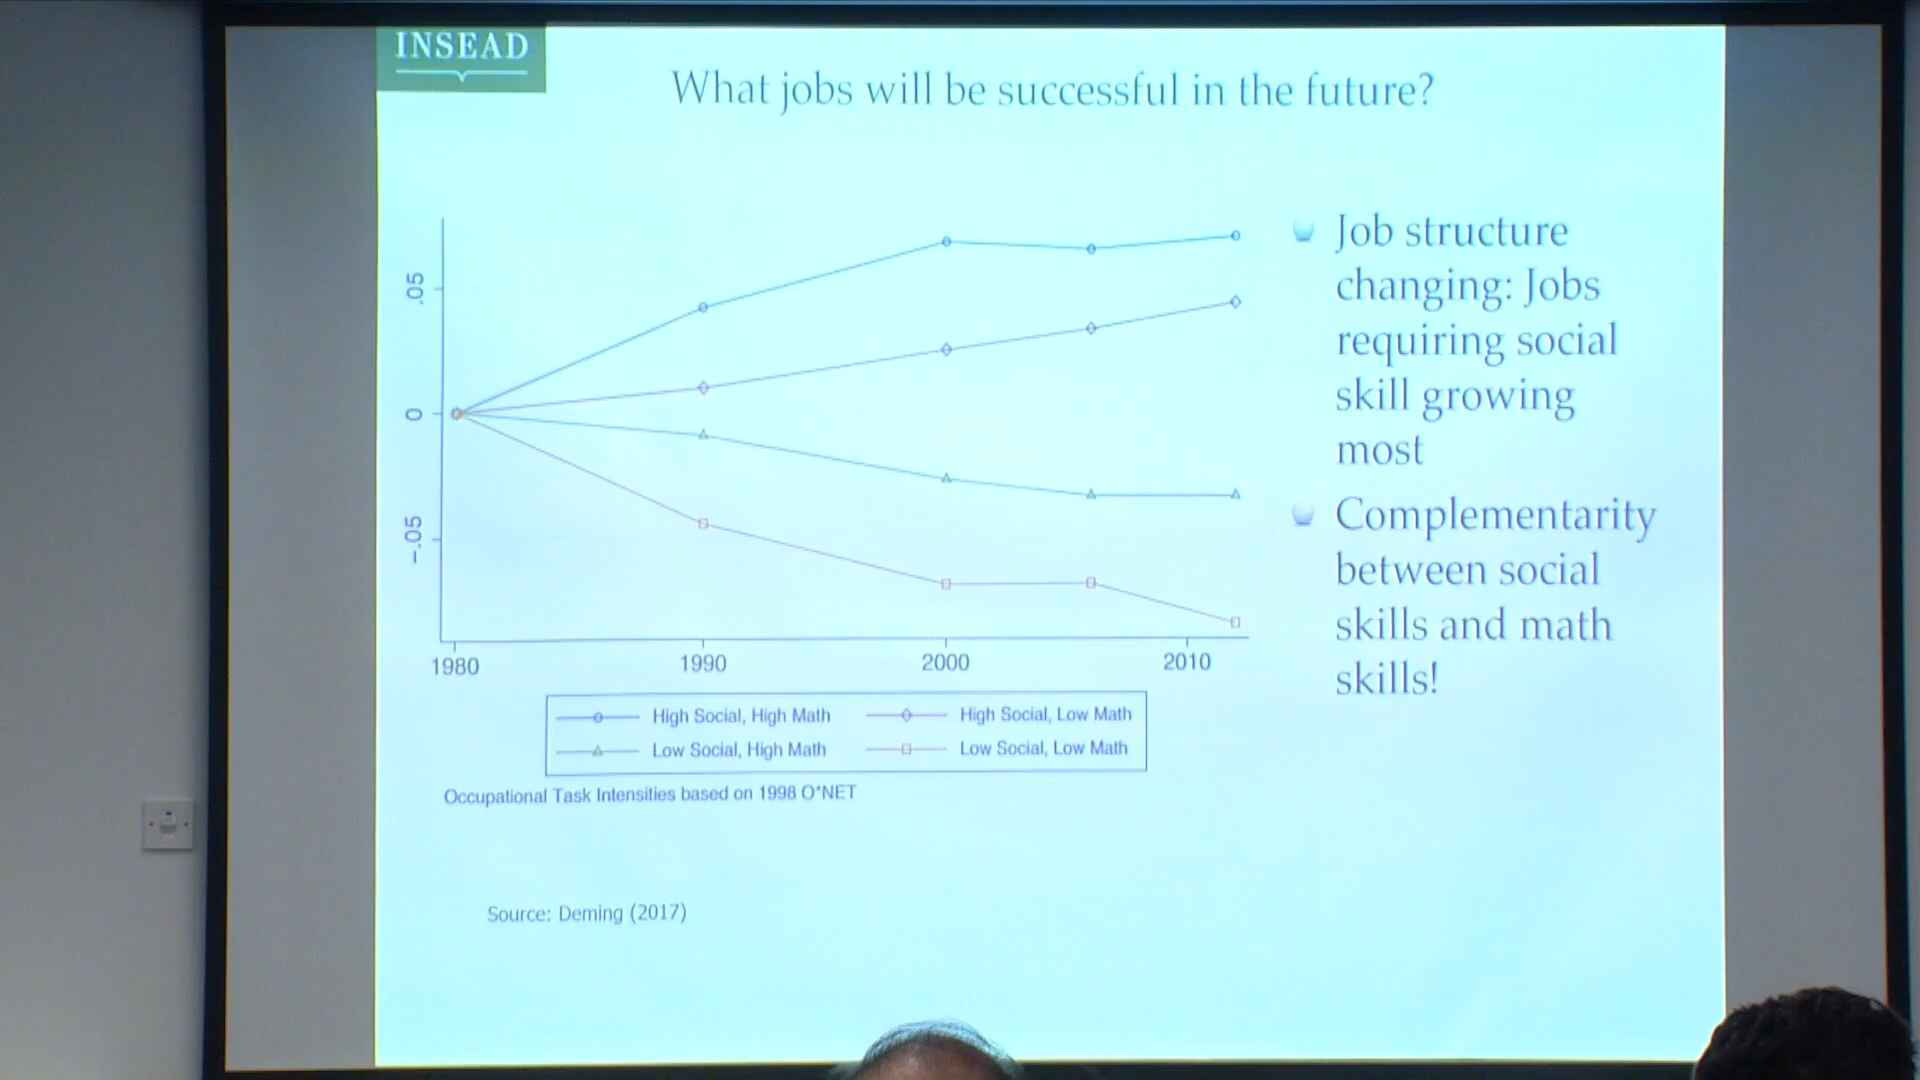 INSEAD
What jobs will be successful in the future?
.05
0
-.05
1980 1990 2000 2010
High Social, High Math
High Social, Low Math
Low Social, High Math
Low Social, Low Math
Occupational Task Intensities based on 1998 O*NET
Source: Deming (2017)
Job structure
changing: Jobs
requiring social
skill growing
most
Complementarity
between social
skills and math
skills!